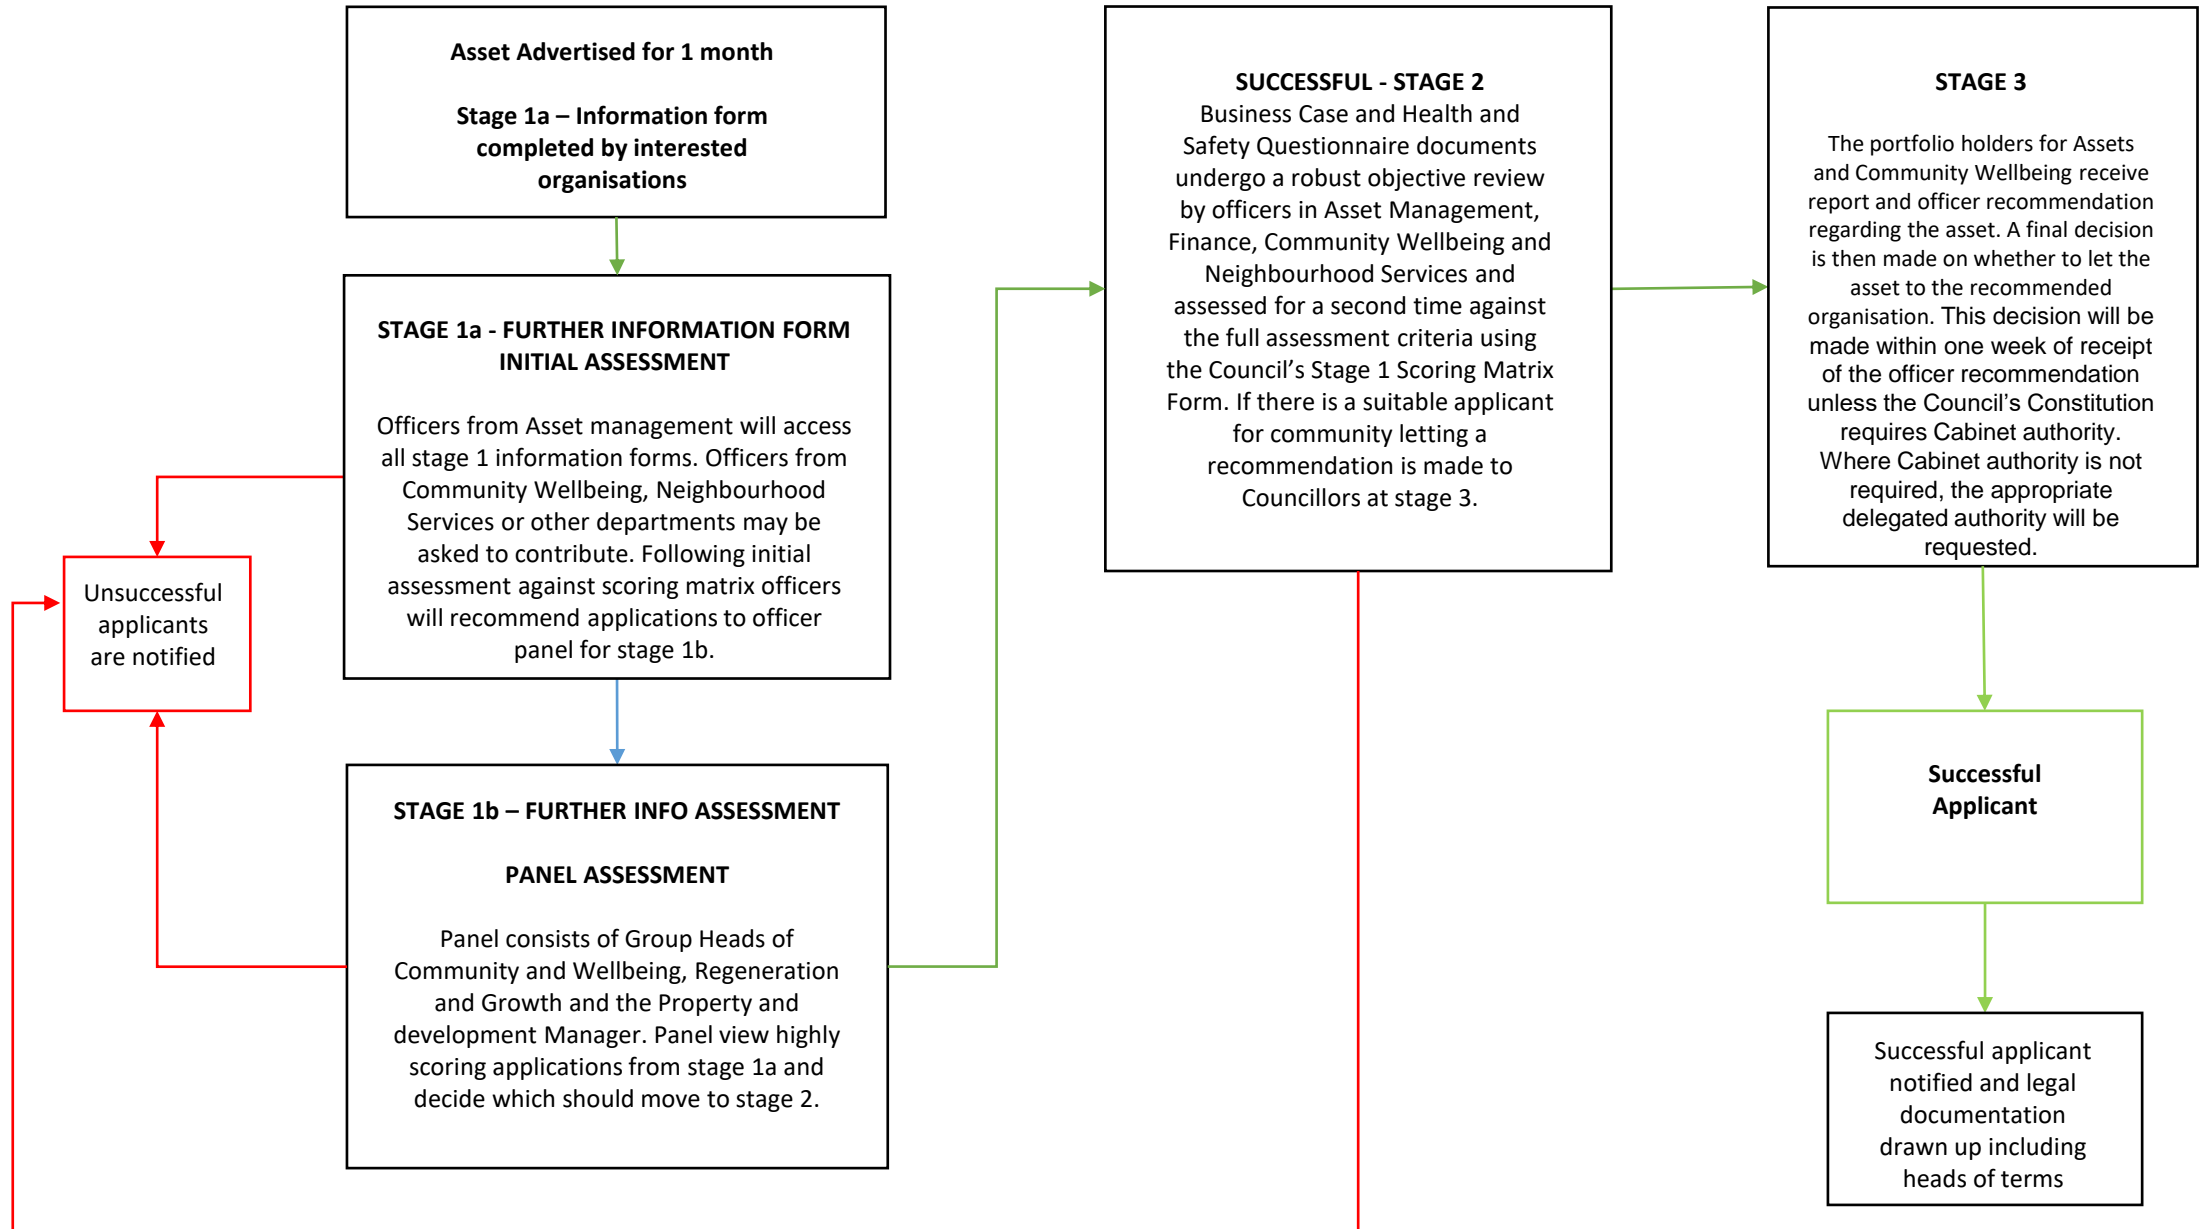 Asset Advertised for 1 month
Stage 1a – Information form
completed by interested
organisations
STAGE 1a - FURTHER INFORMATION FORM
INITIAL ASSESSMENT
Officers from Asset management will access
all stage 1 information forms. Officers from
Community Wellbeing, Neighbourhood
Services or other departments may be
asked to contribute. Following initial
assessment against scoring matrix officers
will recommend applications to officer
panel for stage 1b.
Unsuccessful
applicants
are notified
STAGE 1b – FURTHER INFO ASSESSMENT
PANEL ASSESSMENT
Panel consists of Group Heads of
Community and Wellbeing, Regeneration
and Growth and the Property and
development Manager. Panel view highly
scoring applications from stage 1a and
decide which should move to stage 2.
SUCCESSFUL - STAGE 2
Business Case and Health and
Safety Questionnaire documents
undergo a robust objective review
by officers in Asset Management,
Finance, Community Wellbeing and
Neighbourhood Services and
assessed for a second time against
the full assessment criteria using
the Council’s Stage 1 Scoring Matrix
Form. If there is a suitable applicant
for community letting a
recommendation is made to
Councillors at stage 3.
STAGE 3
The portfolio holders for Assets
and Community Wellbeing receive
report and officer recommendation
regarding the asset. A final decision
is then made on whether to let the
asset to the recommended
organisation. This decision will be
made within one week of receipt
of the officer recommendation
unless the Council’s Constitution
requires Cabinet authority.
Where Cabinet authority is not
required, the appropriate
delegated authority will be
requested.
Successful
Applicant
Successful applicant
notified and legal
documentation
drawn up including
heads of terms